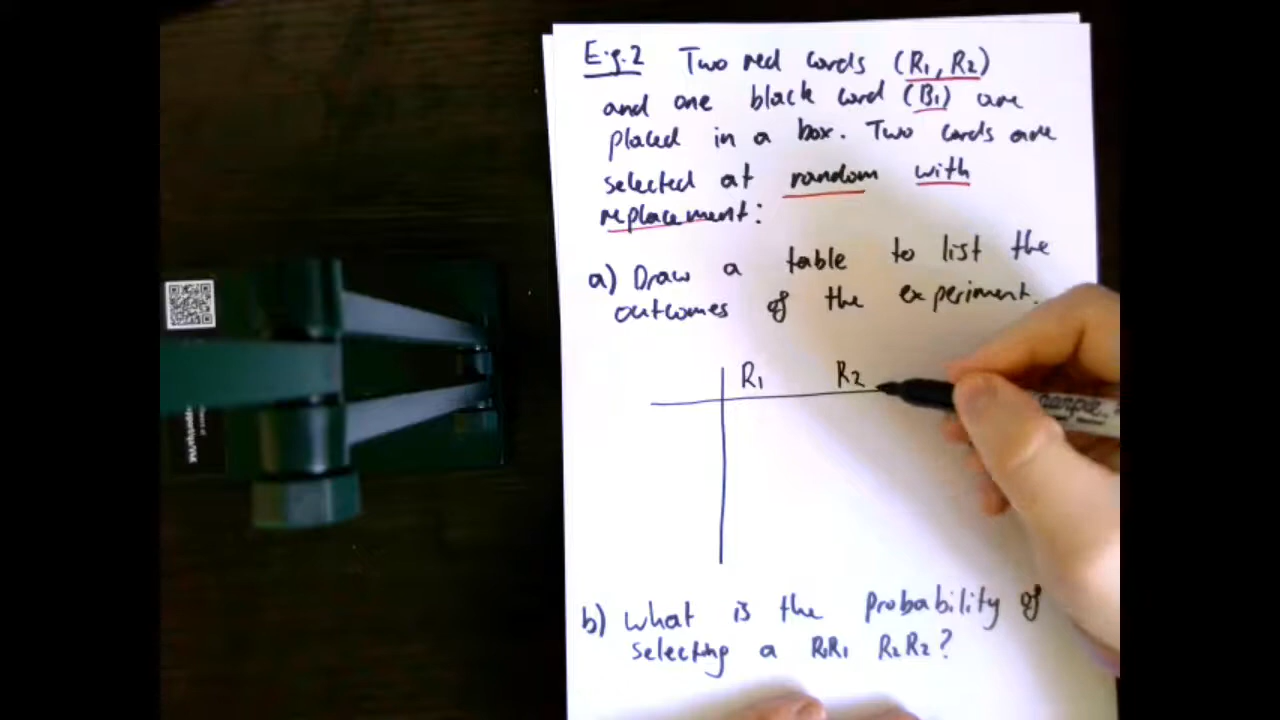 E.g.2 Two red cards (R1, R2)
and one black card (B1) are
placed in a box. Two cards are
selected at random with
replacement:
a) Draw a table to list the
outcomes of the experiment.
R1 R2
b) What is the probability of
selecting a R1R1 R2R2?